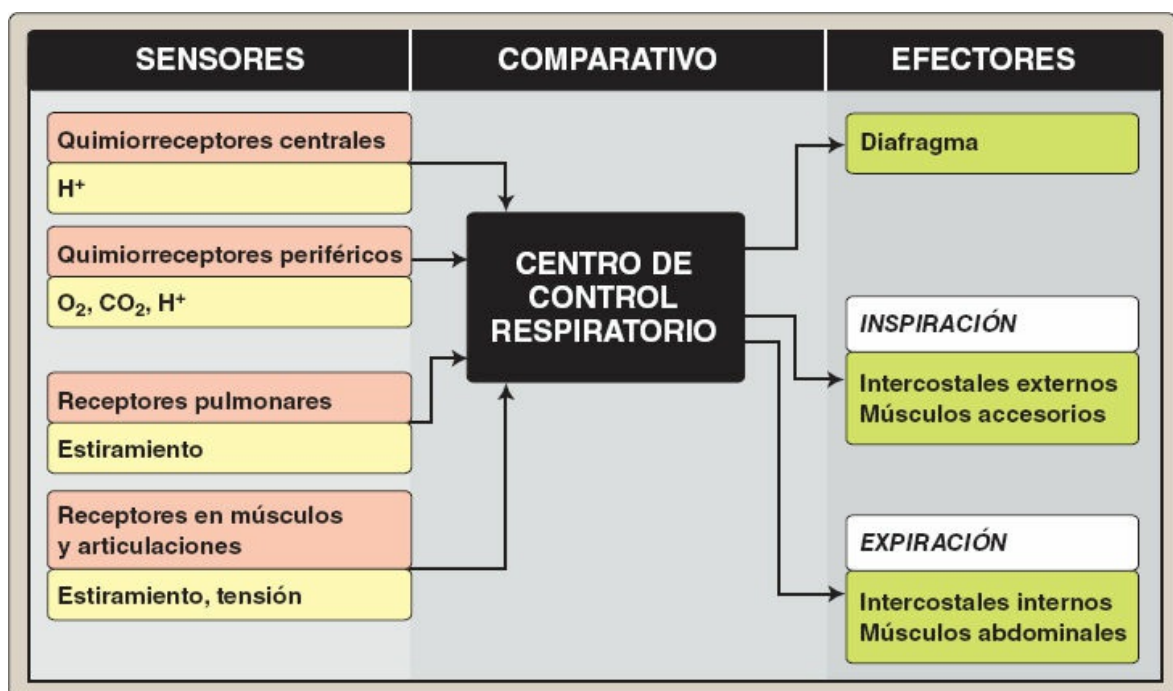 SENSORES
COMPARATIVO
EFECTORES
Quimiorreceptores centrales
H⁺
Quimiorreceptores periféricos
O₂, CO₂, H⁺
Receptores pulmonares
Estiramiento
Receptores en músculos
y articulaciones
Estiramiento, tensión
CENTRO DE
CONTROL
RESPIRATORIO
Diafragma
INSPIRACIÓN
Intercostales externos
Músculos accesorios
EXPIRACIÓN
Intercostales internos
Músculos abdominales